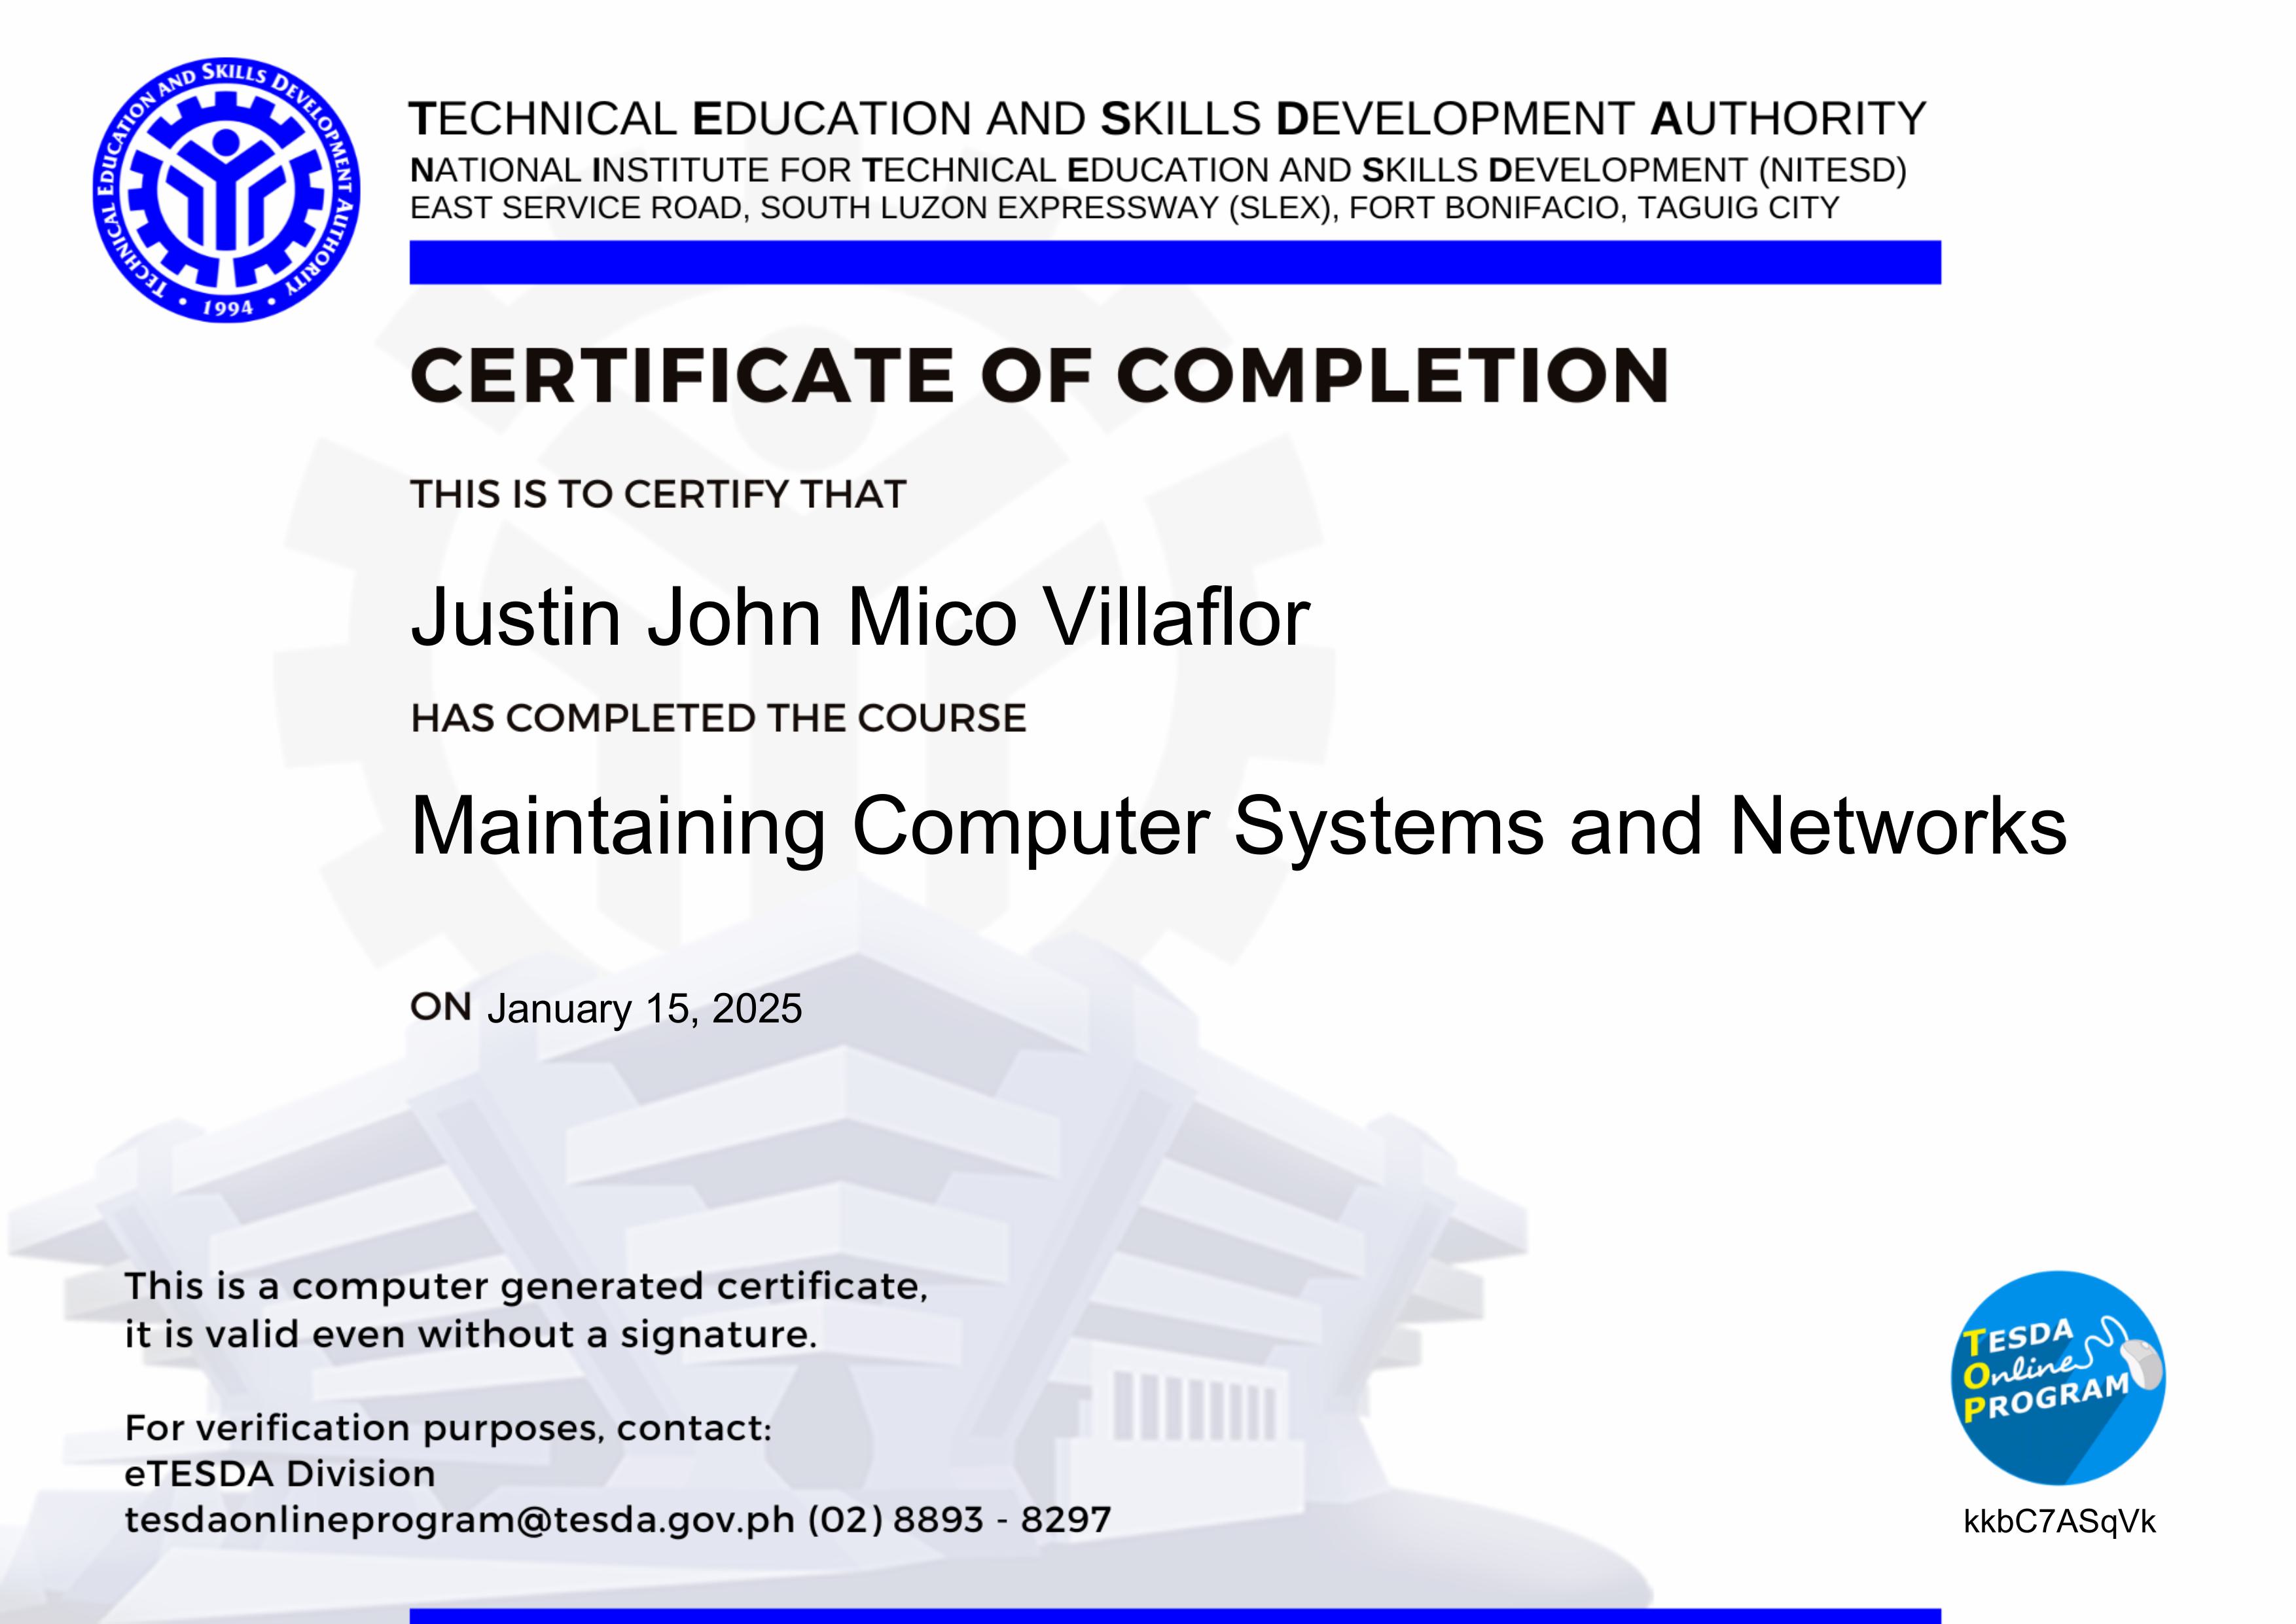 TECHNICAL EDUCATION AND SKILLS DEVELOPMENT AUTHORITY
• 1994 •
TECHNICAL EDUCATION AND SKILLS DEVELOPMENT AUTHORITY
NATIONAL INSTITUTE FOR TECHNICAL EDUCATION AND SKILLS DEVELOPMENT (NITESD)
EAST SERVICE ROAD, SOUTH LUZON EXPRESSWAY (SLEX), FORT BONIFACIO, TAGUIG CITY
CERTIFICATE OF COMPLETION
THIS IS TO CERTIFY THAT
Justin John Mico Villaflor
HAS COMPLETED THE COURSE
Maintaining Computer Systems and Networks
ON January 15, 2025
This is a computer generated certificate,
it is valid even without a signature.
For verification purposes, contact:
eTESDA Division
tesdaonlineprogram@tesda.gov.ph (02) 8893 - 8297
TESDA
Online
PROGRAM
kkbC7ASqVk